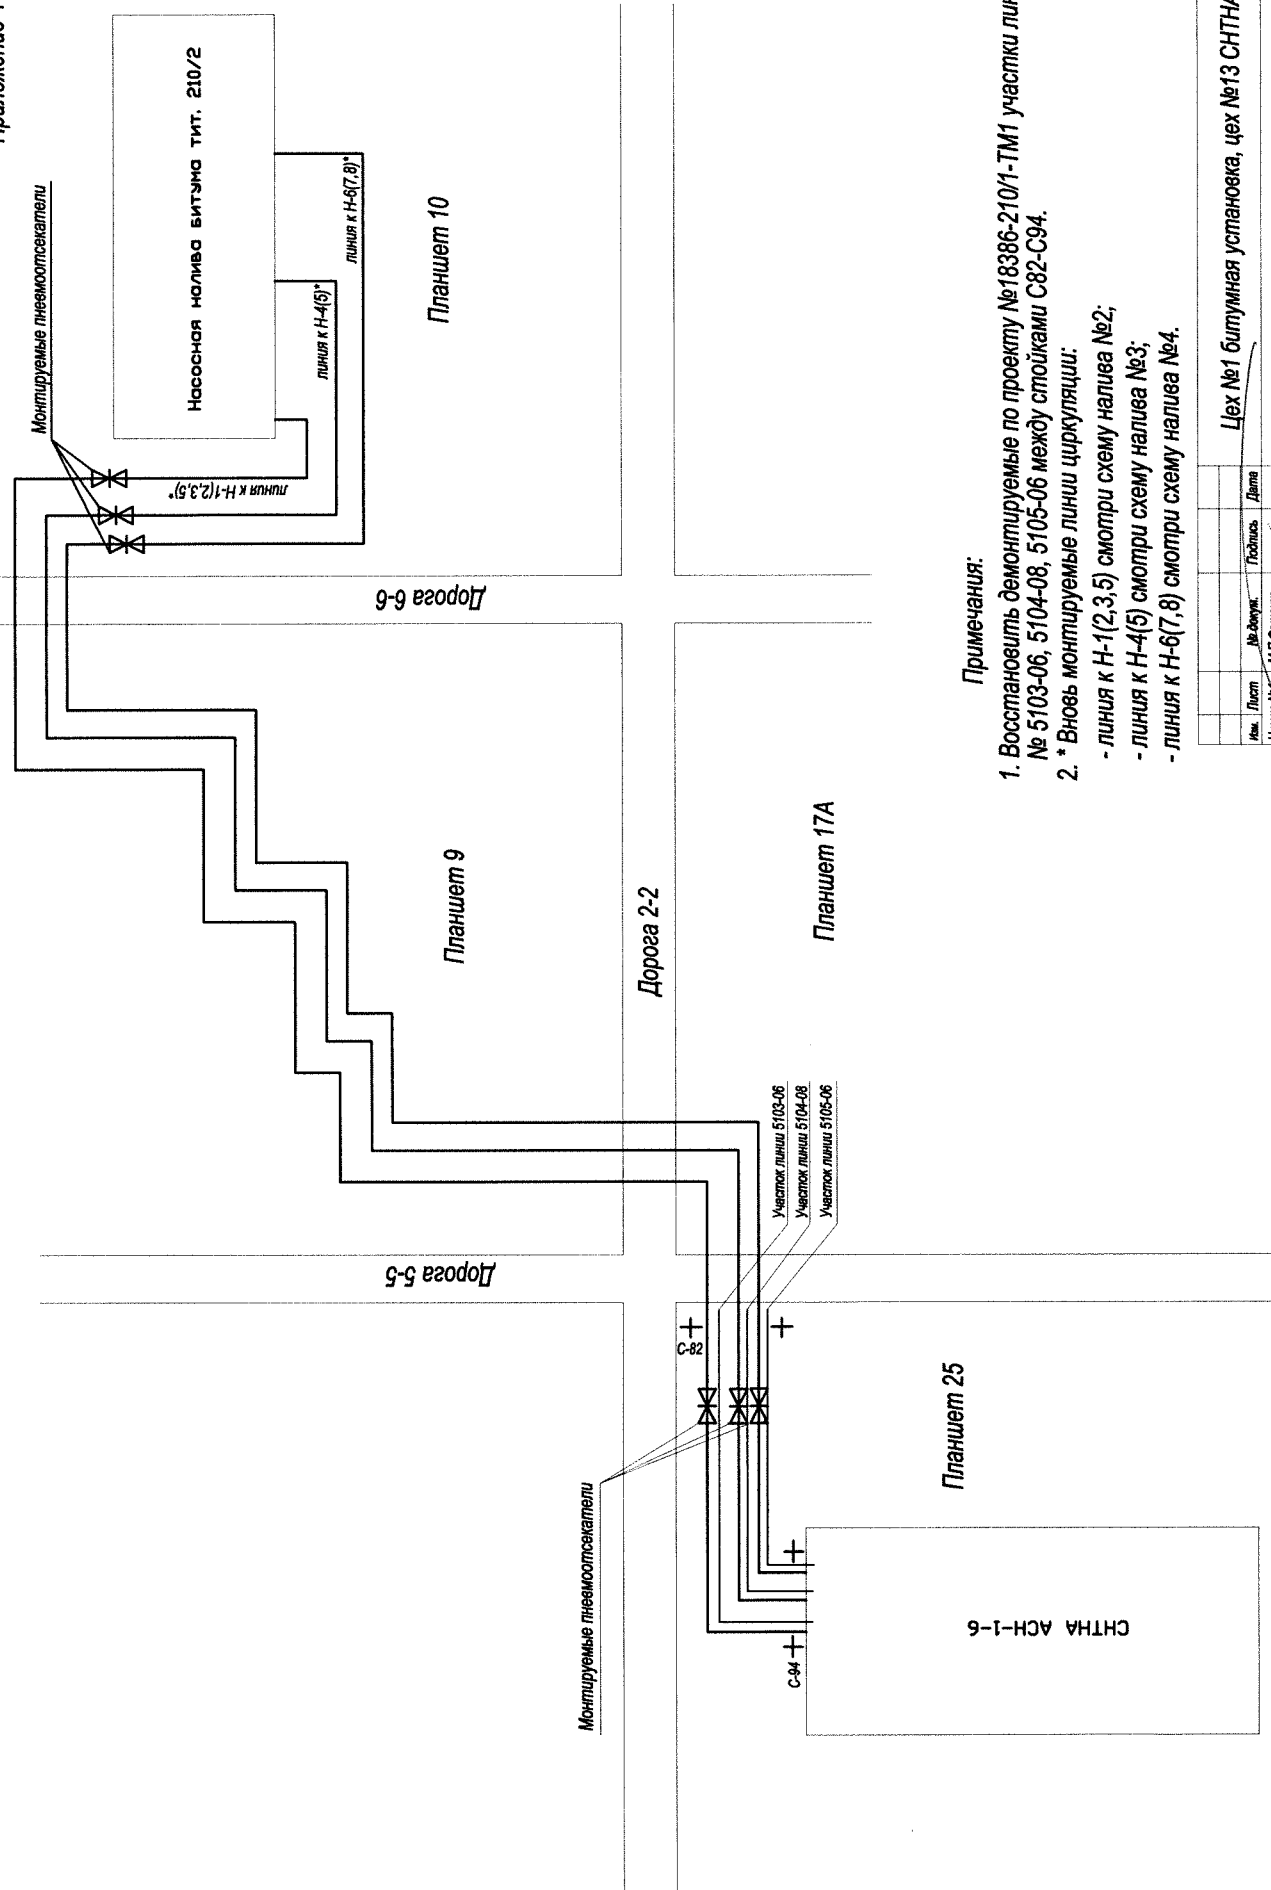 Монтируемые пневмоотсекатели
Насосная налива битума тит. 210/2
линия к Н-1(2,3,5)*
линия к Н-4(5)*
линия к Н-6(7,8)*
Планшет 10
Дорога 6-6
Планшет 9
Дорога 2-2
Планшет 17А
Дорога 5-5
Участок линии 5103-06
Участок линии 5104-08
Участок линии 5105-06
С-82
Монтируемые пневмоотсекатели
Планшет 25
С-94
СНТНА АСН-1-6
Примечания:
1. Восстановить демонтируемые по проекту №18386-210/1-ТМ1 участки
№ 5103-06, 5104-08, 5105-06 между стойками С82-С94.
2. * Вновь монтируемые линии циркуляции:
- линия к Н-1(2,3,5) смотри схему налива №2;
- линия к Н-4(5) смотри схему налива №3;
- линия к Н-6(7,8) смотри схему налива №4.
Изм. Лист № докум. Подпись Дата
Цех №1 битумная установка, цех №13 СНТНА